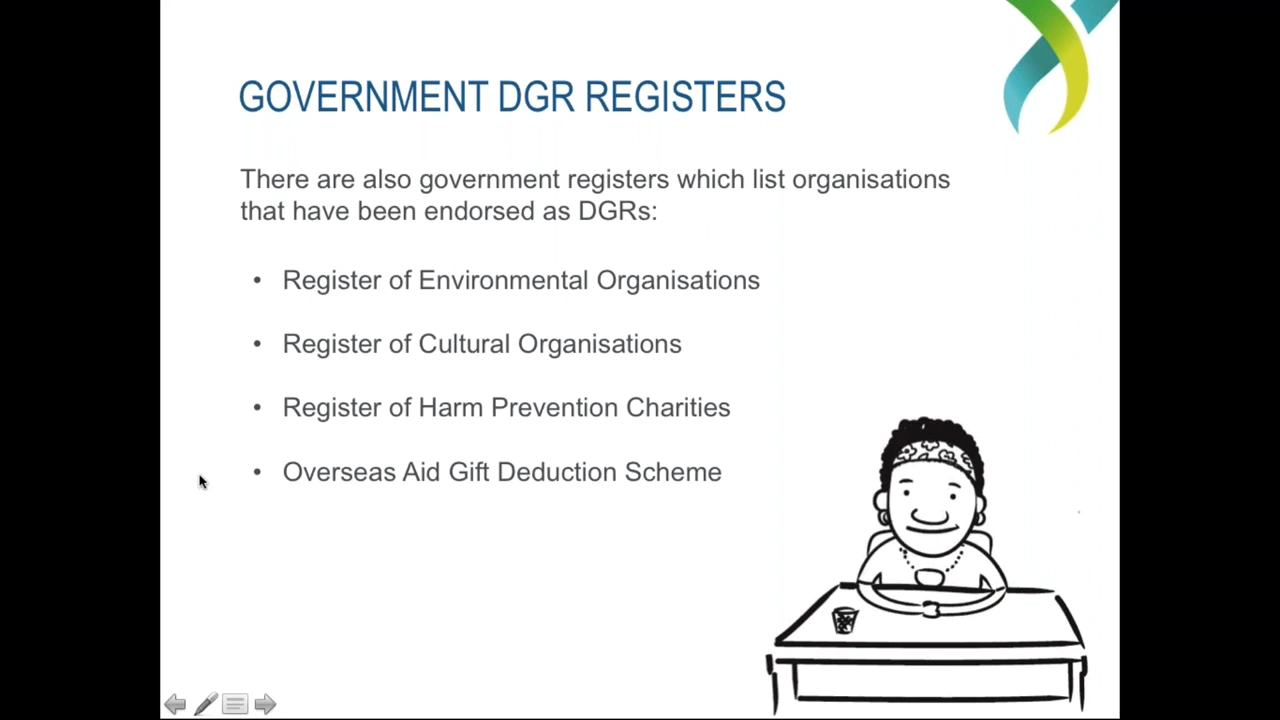 GOVERNMENT DGR REGISTERS
There are also government registers which list organisations
that have been endorsed as DGRs:
• Register of Environmental Organisations
• Register of Cultural Organisations
• Register of Harm Prevention Charities
• Overseas Aid Gift Deduction Scheme